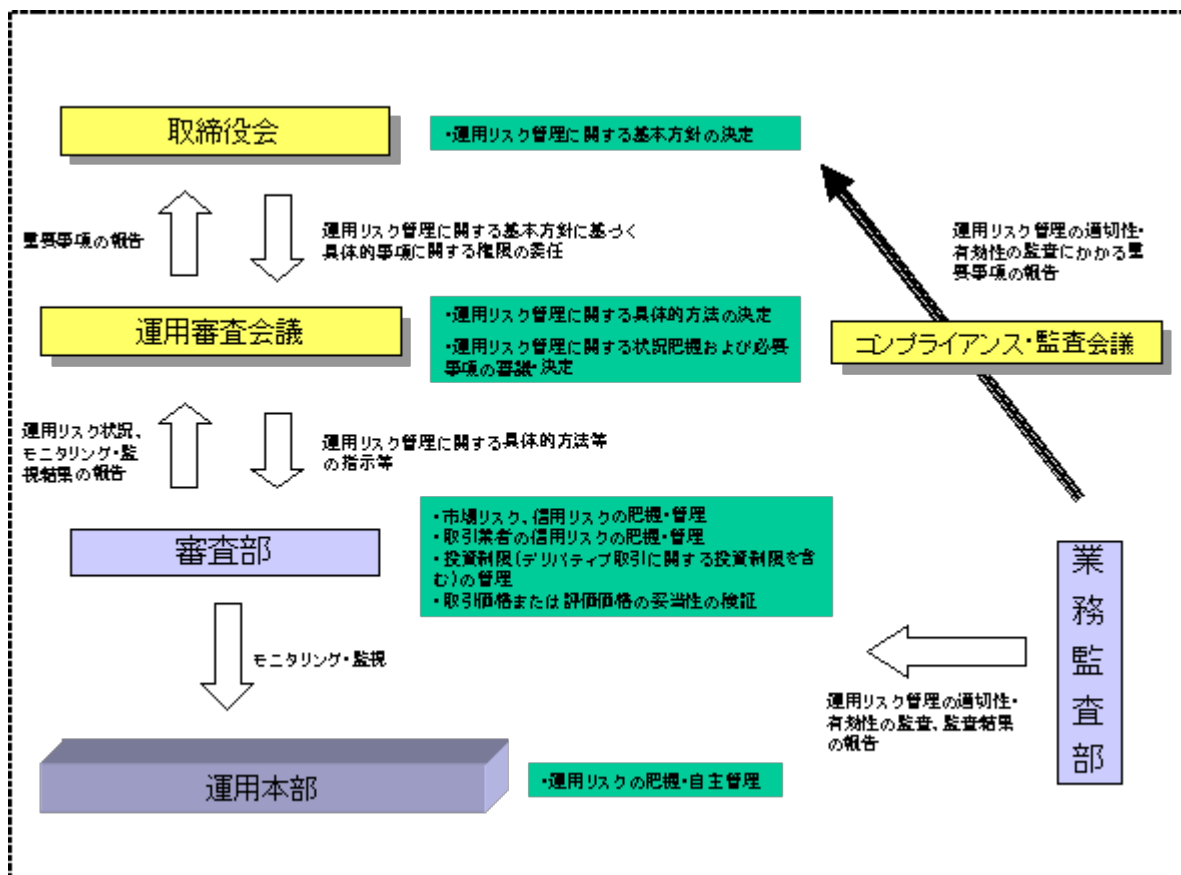 取締役会
・運用リスク管理に関する基本方針の決定
重要事項の報告
運用リスク管理に関する基本方針に基づく
具体的事項に関する権限の委任
運用リスク管理の適切性・
有効性の監査にかかる重
要事項の報告
運用審査会議
・運用リスク管理に関する具体的方法の決定
・運用リスク管理に関する状況把握および必要
事項の審議・決定
コンプライアンス・監査会議
運用リスク状況、
モニタリング・監
視結果の報告
運用リスク管理に関する具体的方法等
の指示等
審査部
・市場リスク、信用リスクの把握・管理
・取引業者の信用リスクの把握・管理
・投資制限(デリバティブ取引に関する投資制限を含
む)の管理
・取引価格または評価価格の妥当性の検証
業務監査部
モニタリング・監視
運用リスク管理の適切性・
有効性の監査、監査結果
の報告
運用本部
・運用リスクの把握・自主管理